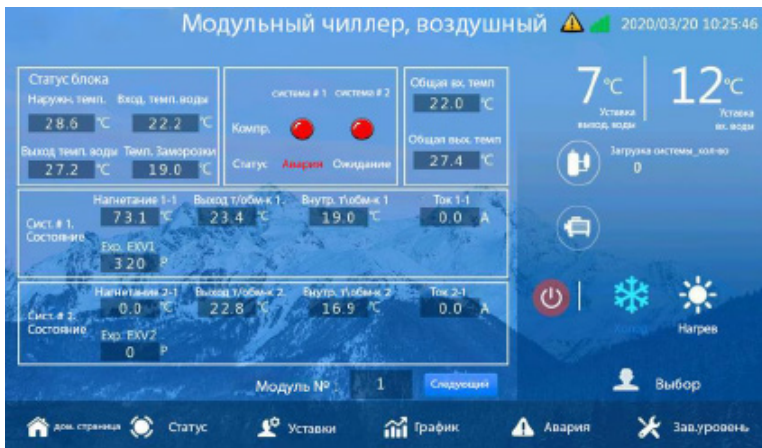 Модульный чиллер, воздушный
2020/03/20 10:25:46
Статус блока
Наружн. темп. Вход. темп.воды
28.6 ℃ 22.2 ℃
Выход темп. воды Темп. Заморозки
27.2 ℃ 19.0 ℃
система # 1 система # 2
Компр.
Статус Авария Ожидание
Общая вх. темп
22.0 ℃
Общая вых. темп
27.4 ℃
7℃
Уставка
выход. воды
12℃
Уставка
вх. воды
Загрузка системы_кол-во
0
Сист. # 1.
Состояние
Нагнетание 1-1 Выход т/обм-к 1. Внутр. т\обм-к 1 Ток 1-1
73.1 ℃ 23.4 ℃ 19.0 ℃ 0.0 A
Exp. EXV1
320 P
Сист. # 2.
Состояние
Нагнетание 2-1 Выход т/обм-к 2. Внутр. т\обм-к 2 Ток 2-1
0.0 ℃ 22.8 ℃ 16.9 ℃ 0.0 A
Exp. EXV2
0 P
Холод Нагрев
Модуль № : 1 Следующий
Выбор
дом. страница Статус Уставки График Авария Зав.уровень